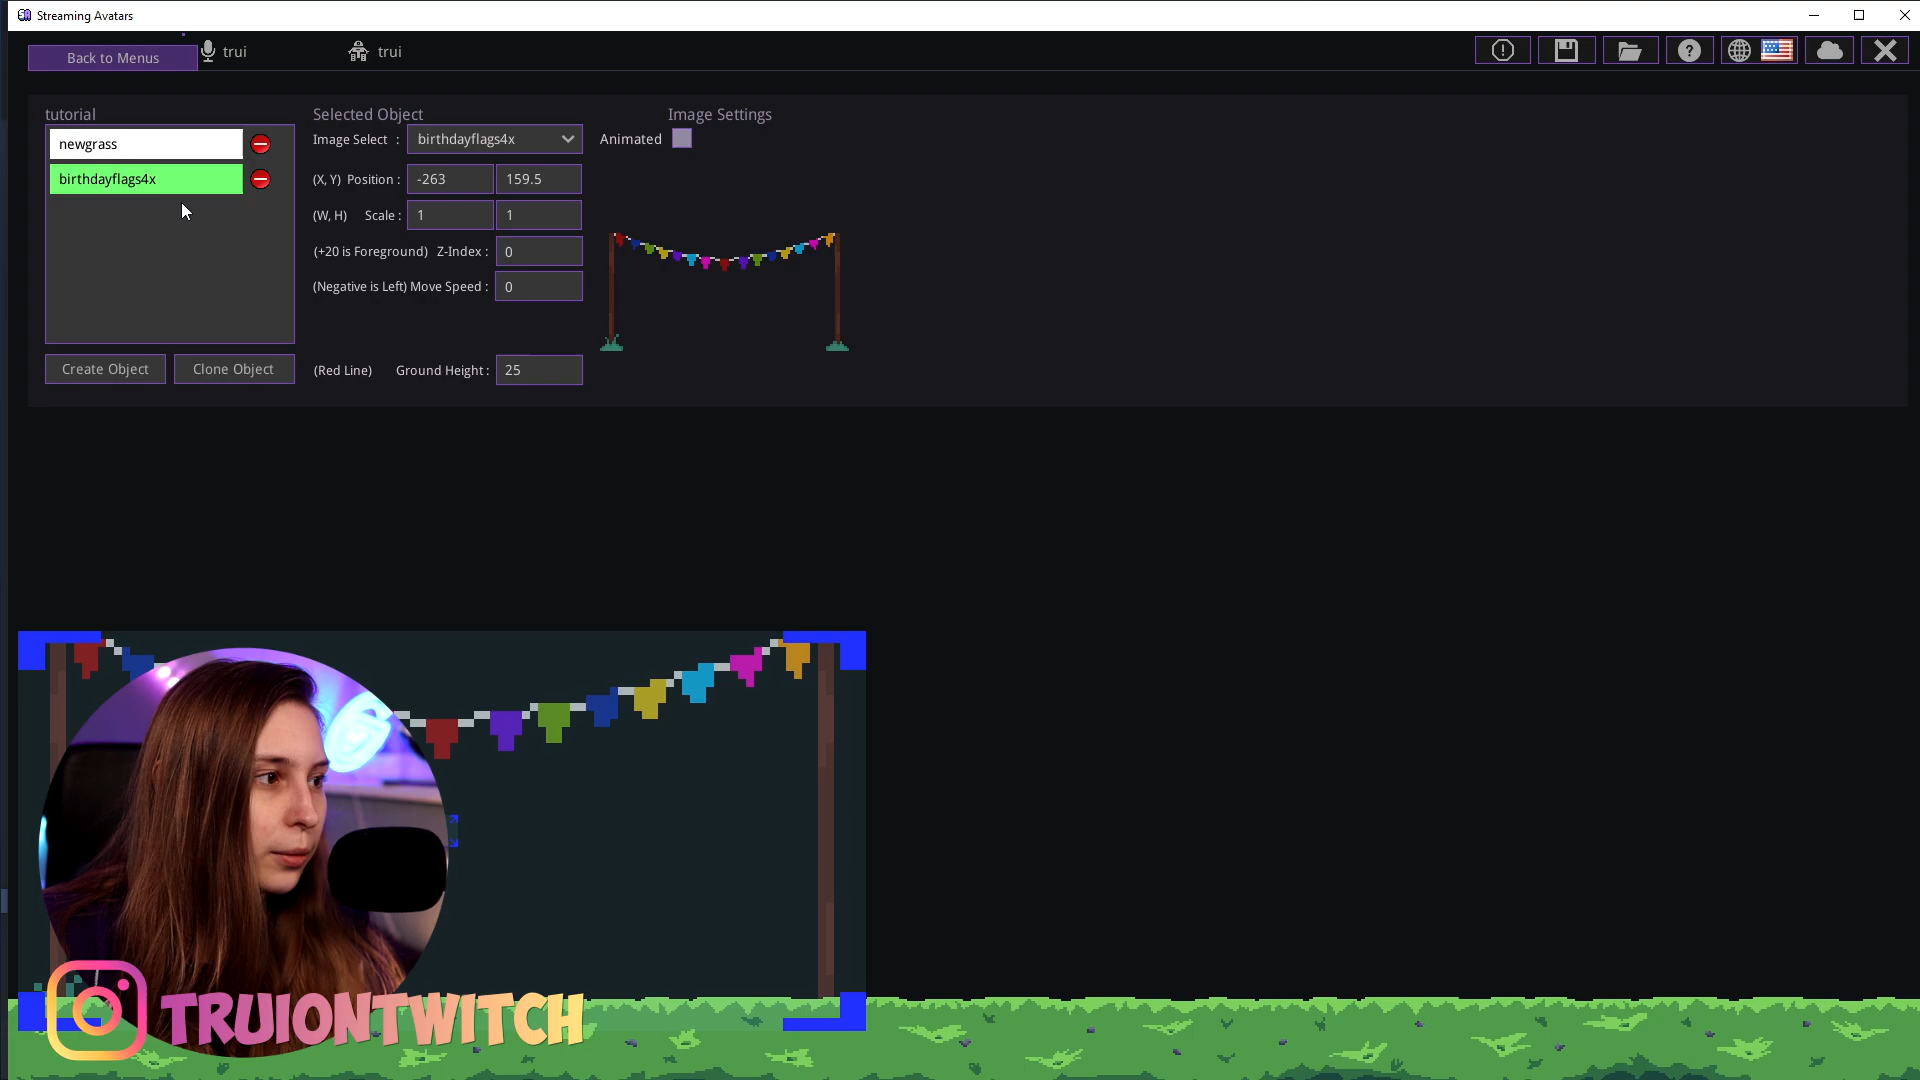 Streaming Avatars
Back to Menus
trui
trui
tutorial
newgrass
birthdayflags4x
Create Object
Clone Object
Selected Object
Image Select :
birthdayflags4x
(X, Y) Position :
-263
159.5
(W, H) Scale :
1
1
(+20 is Foreground) Z-Index :
0
(Negative is Left) Move Speed :
0
(Red Line) Ground Height :
25
Image Settings
Animated
TRUIONTWITCH